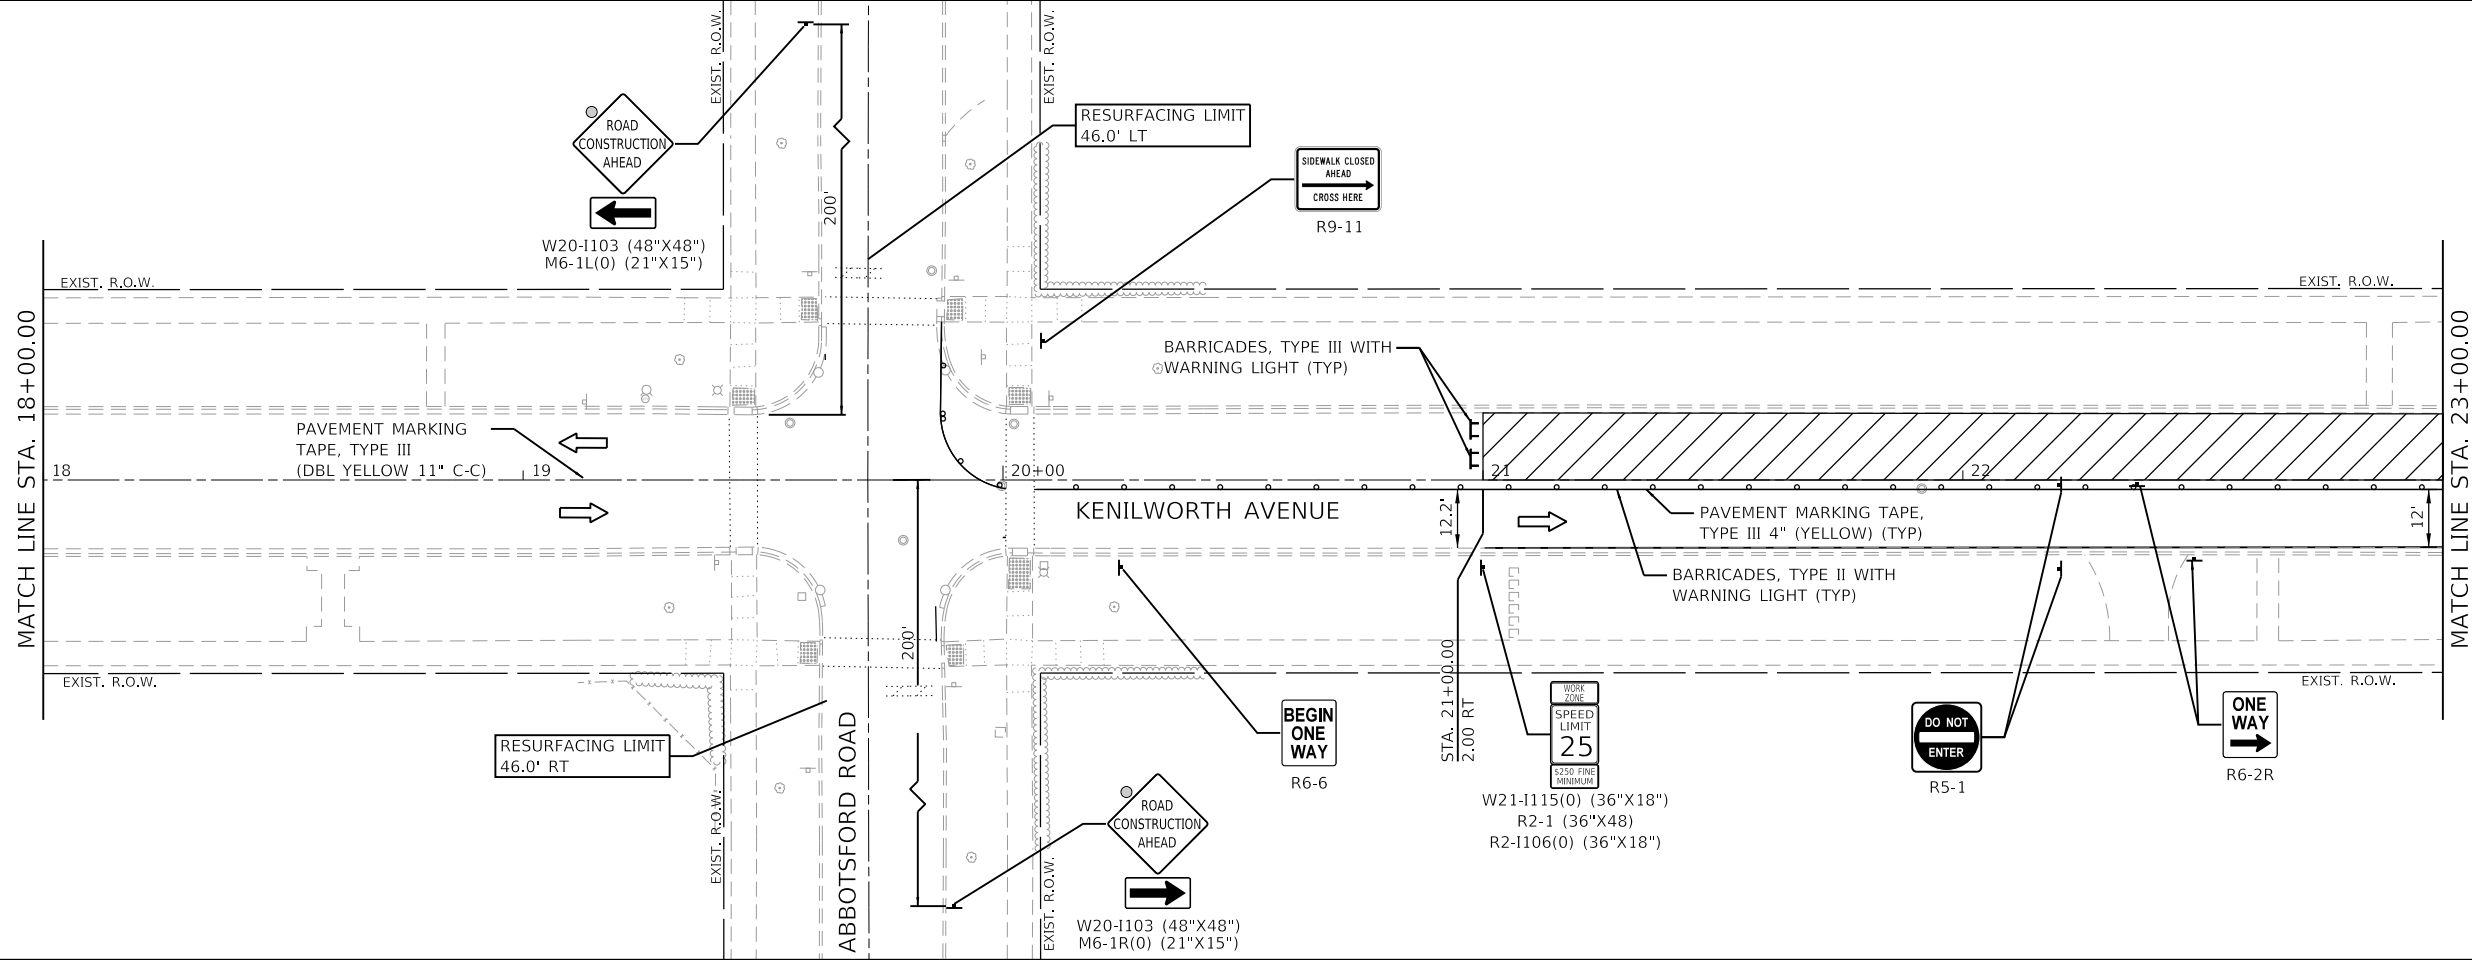 EXIST. R.O.W.
EXIST. R.O.W.
ROAD
CONSTRUCTION
AHEAD
W20-I103 (48"X48")
M6-1L(0) (21"X15")
200'
RESURFACING LIMIT
46.0' LT
SIDEWALK CLOSED
AHEAD
CROSS HERE
R9-11
EXIST. R.O.W.
EXIST. R.O.W.
MATCH LINE STA. 18+00.00
MATCH LINE STA. 23+00.00
BARRICADES, TYPE III WITH
WARNING LIGHT (TYP)
PAVEMENT MARKING
TAPE, TYPE III
(DBL YELLOW 11" C-C)
18
19
20+00
21
22
KENILWORTH AVENUE
12.2'
12'
PAVEMENT MARKING TAPE,
TYPE III 4" (YELLOW) (TYP)
BARRICADES, TYPE II WITH
WARNING LIGHT (TYP)
200'
STA. 21+00.00
2.00 RT
EXIST. R.O.W.
EXIST. R.O.W.
RESURFACING LIMIT
46.0' RT
ABBOTSFORD ROAD
BEGIN
ONE
WAY
R6-6
WORK
ZONE
SPEED
LIMIT
25
$250 FINE
MINIMUM
W21-I115(0) (36"X18")
R2-1 (36"X48)
R2-I106(0) (36"X18")
DO NOT
ENTER
R5-1
ONE
WAY
R6-2R
EXIST. R.O.W.
EXIST. R.O.W.
ROAD
CONSTRUCTION
AHEAD
W20-I103 (48"X48")
M6-1R(0) (21"X15")